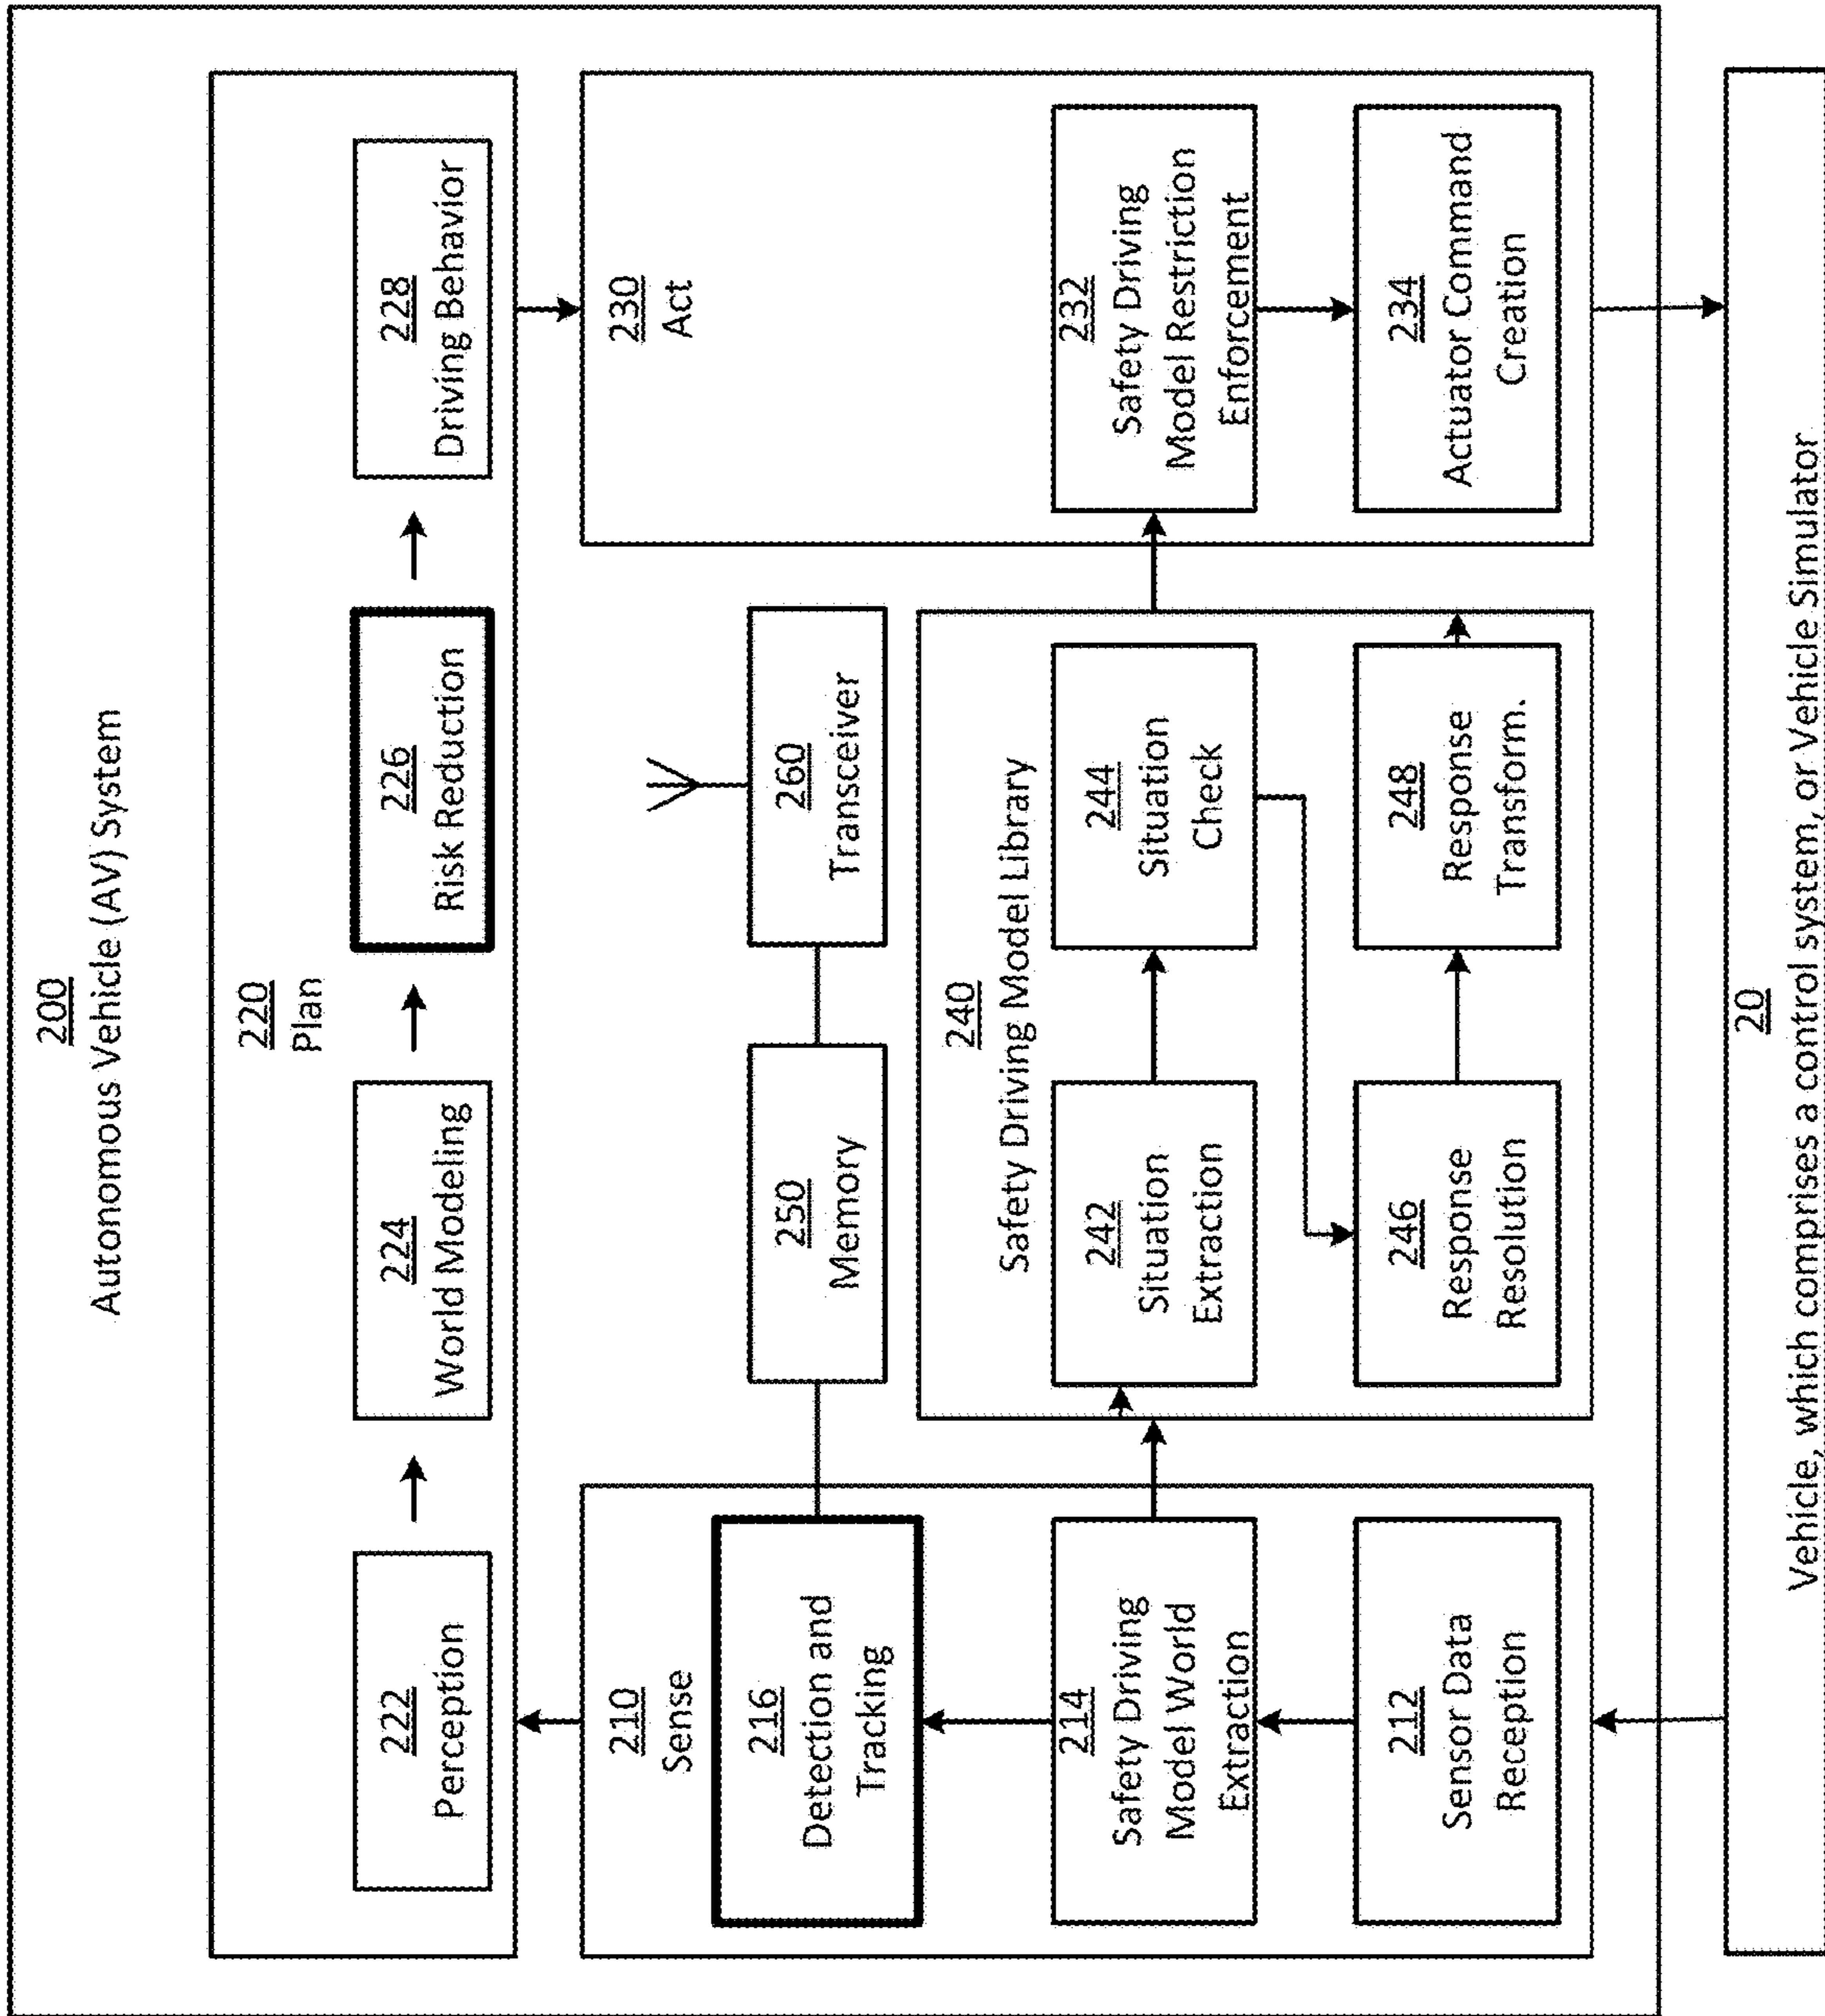 200
Autonomous Vehicle (AV) System
220
Plan
222
Perception
224
World Modeling
226
Risk Reduction
228
Driving Behavior
210
Sense
216
Detection and
Tracking
214
Safety Driving
Model World
Extraction
212
Sensor Data
Reception
250
Memory
260
Transceiver
240
Safety Driving Model Library
242
Situation
Extraction
244
Situation
Check
246
Response
Resolution
248
Response
Transform.
230
Act
232
Safety Driving
Model Restriction
Enforcement
234
Actuator Command
Creation
20
Vehicle, which comprises a control system, or Vehicle Simulator